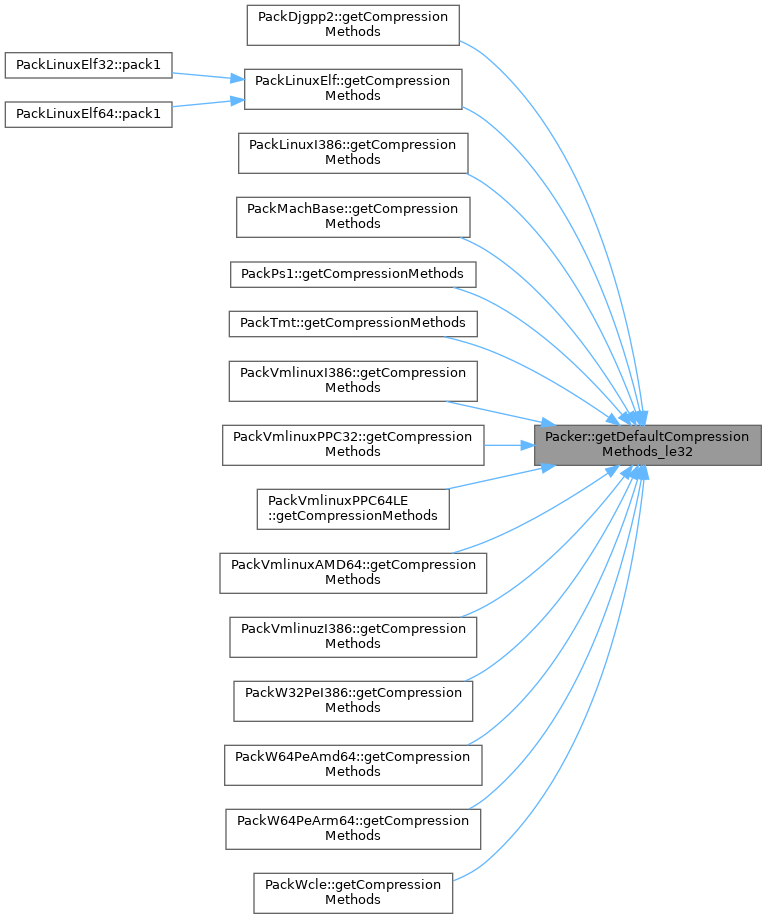 PackDjgpp2::getCompression
Methods
PackLinuxElf32::pack1
PackLinuxElf::getCompression
Methods
PackLinuxElf64::pack1
PackLinuxI386::getCompression
Methods
PackMachBase::getCompression
Methods
PackPs1::getCompressionMethods
PackTmt::getCompressionMethods
PackVmlinuxI386::getCompression
Methods
Packer::getDefaultCompression
Methods_le32
PackVmlinuxPPC32::getCompression
Methods
PackVmlinuxPPC64LE
::getCompressionMethods
PackVmlinuxAMD64::getCompression
Methods
PackVmlinuzI386::getCompression
Methods
PackW32PeI386::getCompression
Methods
PackW64PeAmd64::getCompression
Methods
PackW64PeArm64::getCompression
Methods
PackWcle::getCompression
Methods